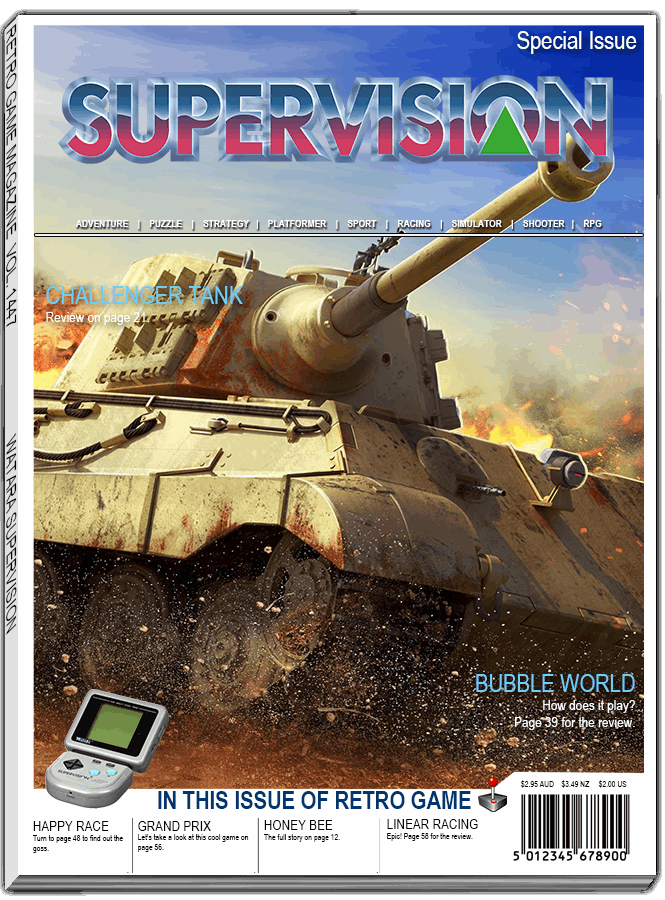 Special Issue
SUPERVISION
ADVENTURE | PUZZLE | STRATEGY | PLATFORMER | SPORT | RACING | SIMULATOR | SHOOTER | RPG
CHALLENGER TANK
Review on page 21.
BUBBLE WORLD
How does it play?
Page 39 for the review.
SUPERVISION
IN THIS ISSUE OF RETRO GAME
HAPPY RACE
Turn to page 48 to find out the
goss.
GRAND PRIX
Let's take a look at this cool game on
page 56.
HONEY BEE
The full story on page 12.
LINEAR RACING
Epic! Page 58 for the review.
$2.95 AUD $3.49 NZ $2.00 US
5 012345 678900
RETRO GAME MAGAZINE VOL. 1447
WATARA SUPERVISION